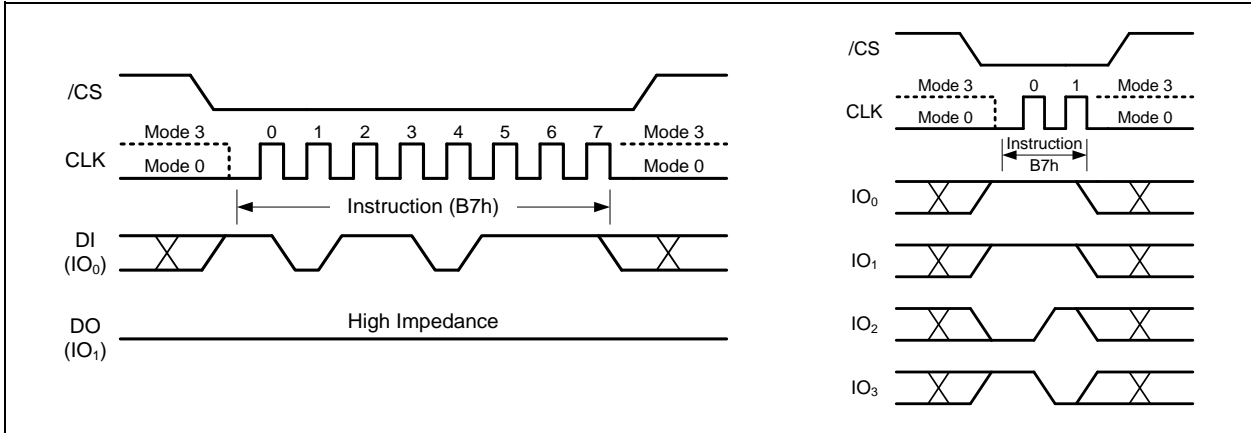 /CS
Mode 3 0 1 2 3 4 5 6 7 Mode 3
CLK
Mode 0 Mode 0
Instruction (B7h)
DI
(IO₀)
High Impedance
DO
(IO₁)
/CS
Mode 3 0 1 Mode 3
CLK
Mode 0 Mode 0
Instruction
B7h
IO₀
IO₁
IO₂
IO₃